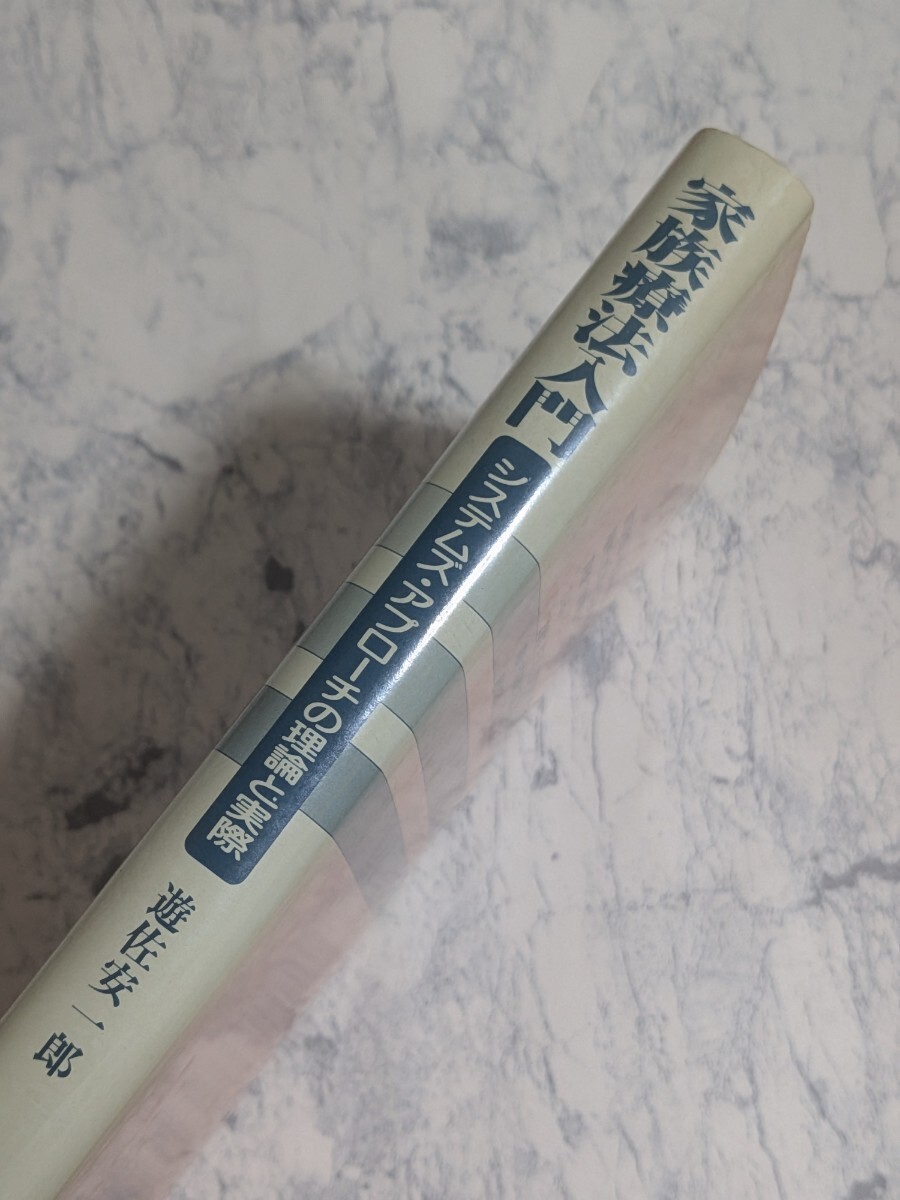 家族療法入門
システムズ・アプローチの理論と実際
遊佐安一郎